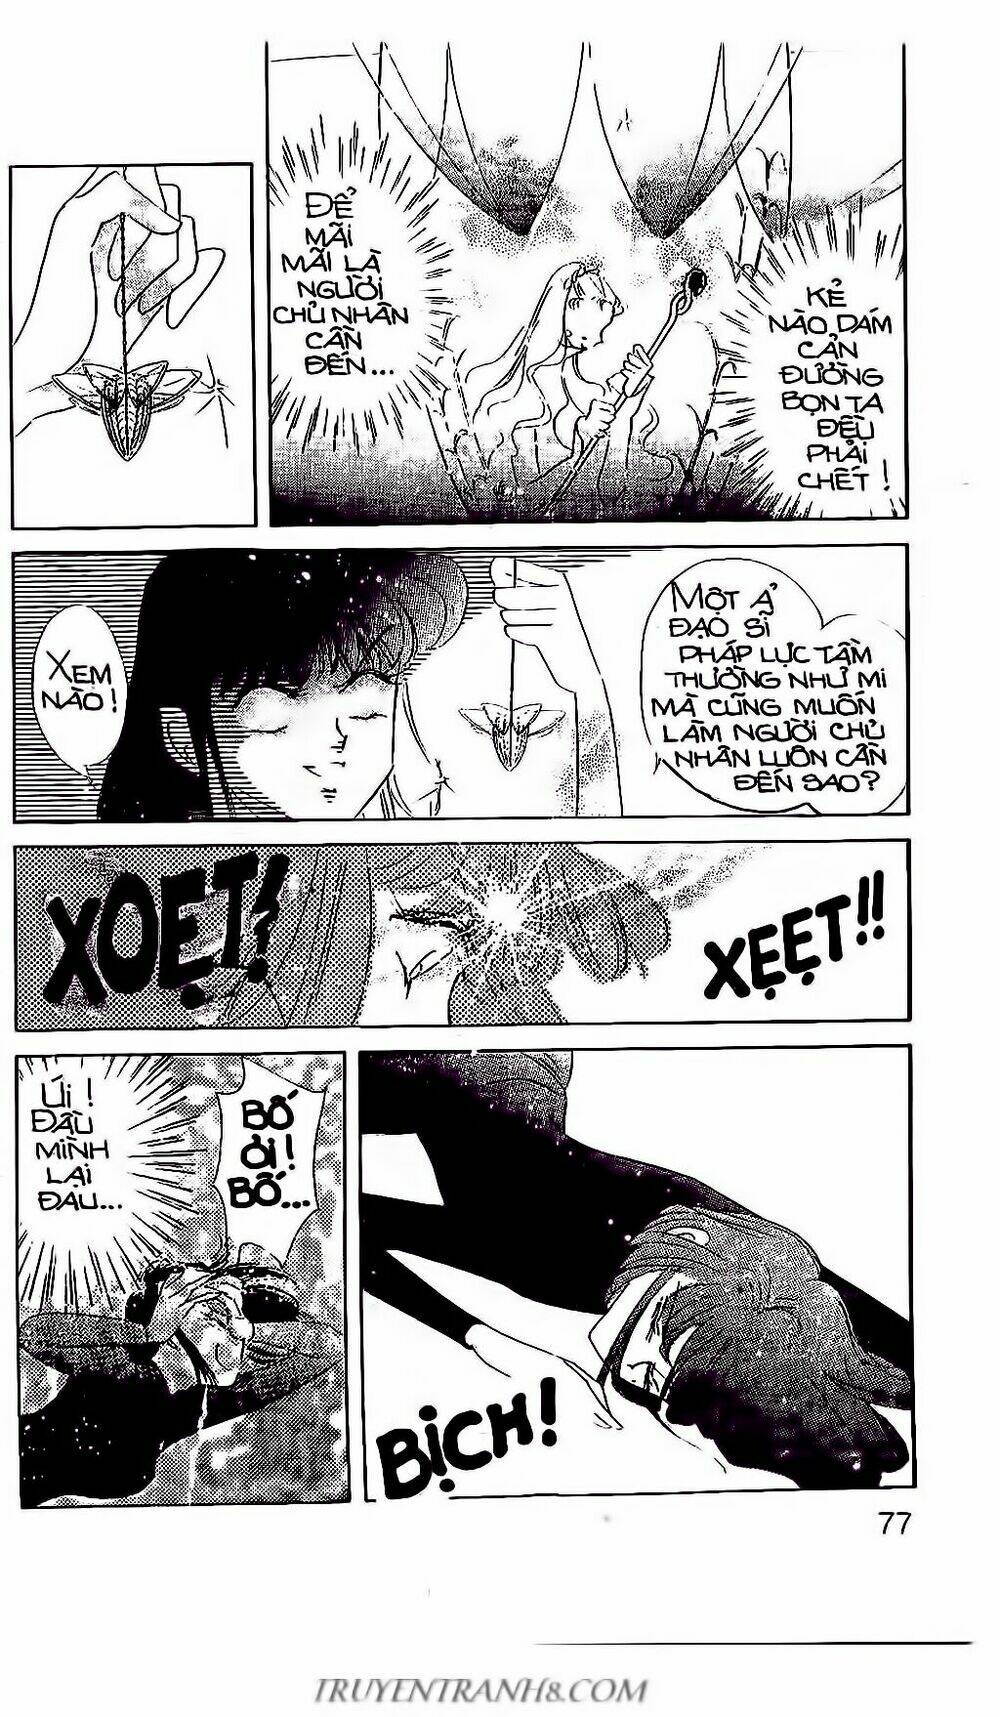 KẺ
NÀO DÁM
CẢN
ĐƯỜNG
BỌN TA
ĐỀU
PHẢI
CHẾT!
ĐỂ
MÃI
MÃI LÀ
NGƯỜI
CHỦ NHÂN
CẦN
ĐẾN...
MỘT Ả
ĐẠO SĨ
PHÁP LỰC TẦM
THƯỜNG NHƯ MI
MÀ CŨNG MUỐN
LÀM NGƯỜI CHỦ
NHÂN LUÔN CẦN
ĐẾN SAO?
XEM
NÀO!
XẸẸT!!
XOẸT!
BỊCH!
BỐ
ƠI!
BỐ...
ÚI!
ĐẦU
MÌNH
LẠI
ĐAU...
77
TRUYENTRANH8.COM